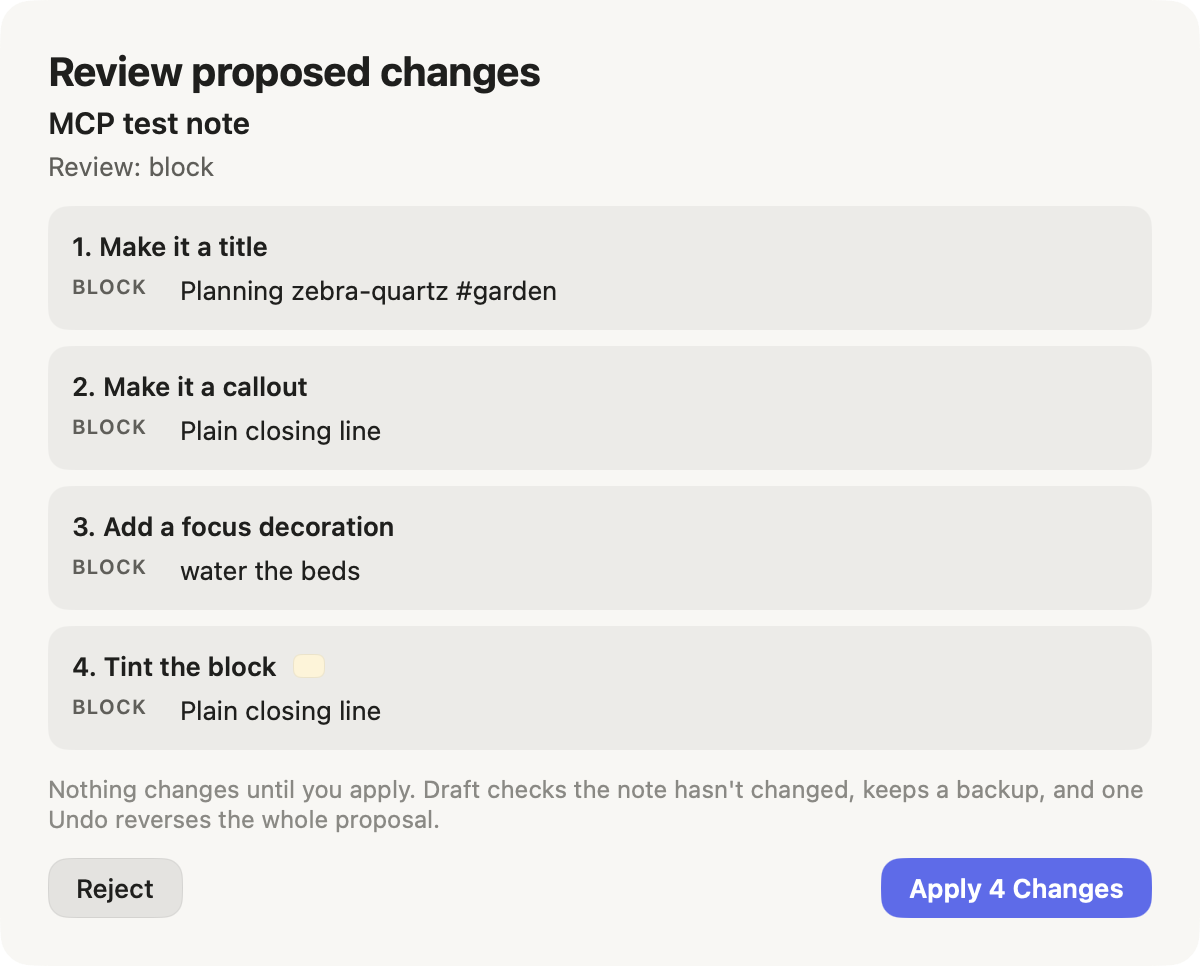 Review proposed changes
MCP test note
Review: block
1. Make it a title
BLOCK Planning zebra-quartz #garden
2. Make it a callout
BLOCK Plain closing line
3. Add a focus decoration
BLOCK water the beds
4. Tint the block
BLOCK Plain closing line
Nothing changes until you apply. Draft checks the note hasn't changed, keeps a backup, and one
Undo reverses the whole proposal.
Reject
Apply 4 Changes